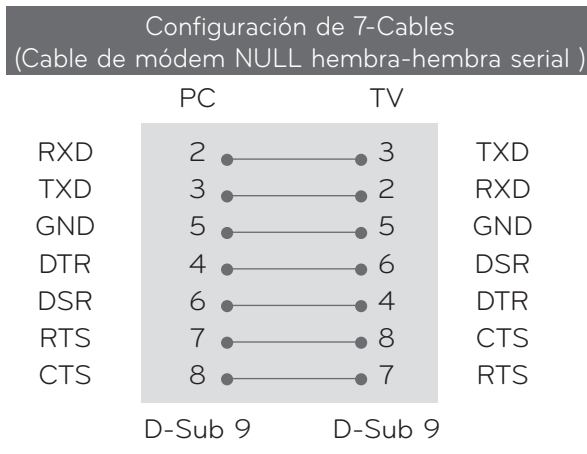 Configuración de 7-Cables
(Cable de módem NULL hembra-hembra serial )
PC TV
RXD 2 3 TXD
TXD 3 2 RXD
GND 5 5 GND
DTR 4 6 DSR
DSR 6 4 DTR
RTS 7 8 CTS
CTS 8 7 RTS
D-Sub 9 D-Sub 9